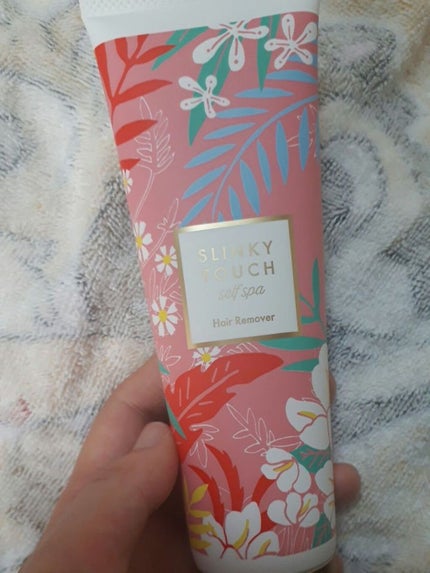 SLINKY
TOUCH
self spa
Hair Remover